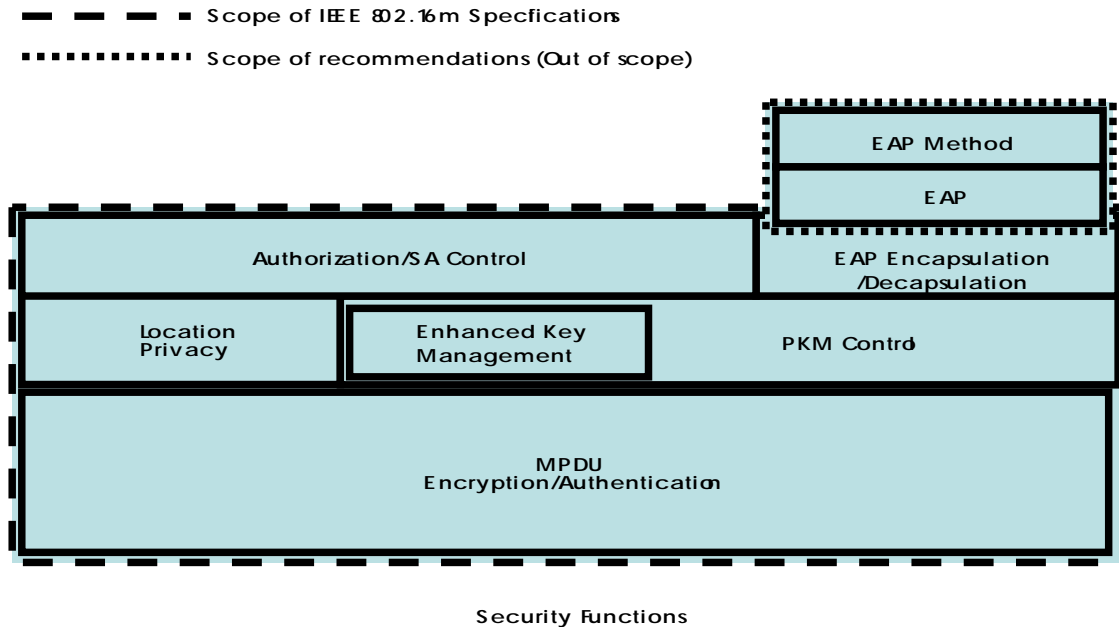 Scope of IEEE 802.16m Specfications
Scope of recommendations (Out of scope)
EAP Method
EAP
Authorization/SA Control
EAP Encapsulation
/Decapsulation
Location
Privacy
Enhanced Key
Management
PKM Control
MPDU
Encryption/Authentication
Security Functions